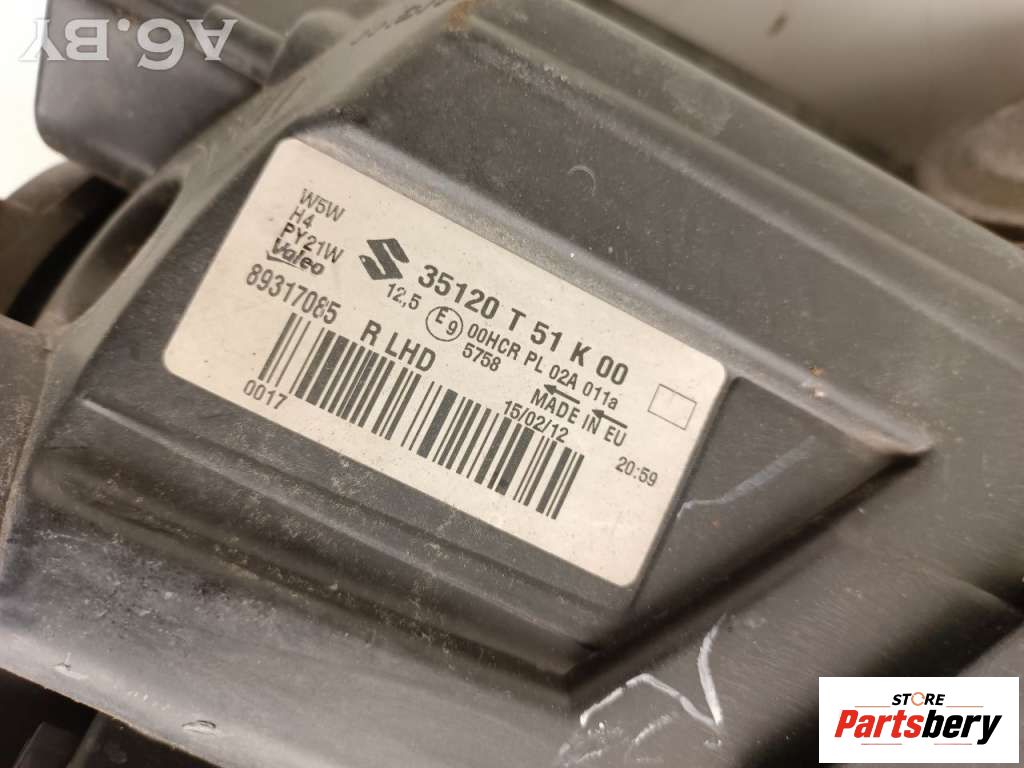 A6.BY
W5W
H4
PY21W
Valeo
89317085
35120 T 51 K 00
12,5 E9 00HCR PL 02A 011a
5758
R LHD
MADE IN EU
15/02/12
0017
20:59
STORE
Partsbery